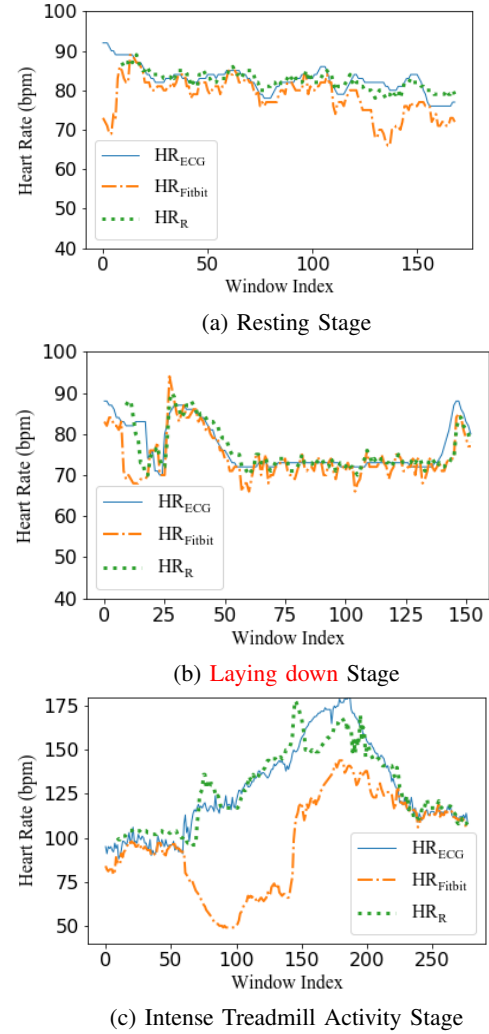 100
90
80
70
60
50
40
Heart Rate (bpm)
HR_ECG
HR_Fitbit
HR_R
0 50 100 150
Window Index
(a) Resting Stage
100
90
80
70
60
50
40
Heart Rate (bpm)
HR_ECG
HR_Fitbit
HR_R
0 25 50 75 100 125 150
Window Index
(b) Laying down Stage
175
150
125
100
75
50
Heart Rate (bpm)
HR_ECG
HR_Fitbit
HR_R
0 50 100 150 200 250
Window Index
(c) Intense Treadmill Activity Stage